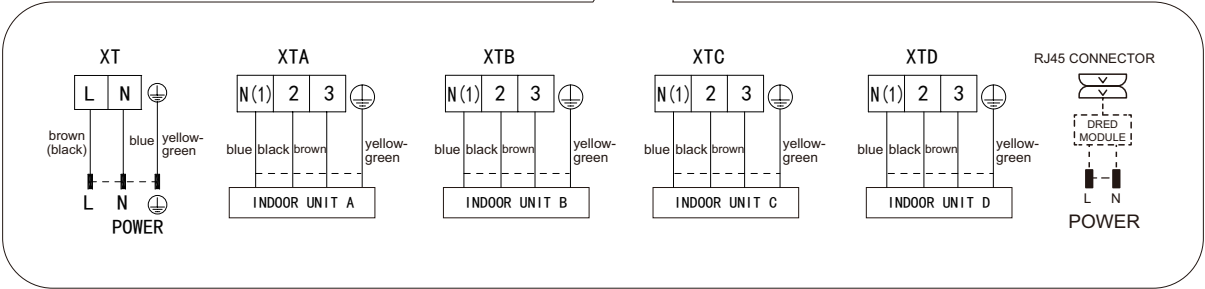 XT
L N
brown
(black)
blue
yellow-
green
L N
POWER
XTA
N(1) 2 3
blue black brown
yellow-
green
INDOOR UNIT A
XTB
N(1) 2 3
blue black brown
yellow-
green
INDOOR UNIT B
XTC
N(1) 2 3
blue black brown
yellow-
green
INDOOR UNIT C
XTD
N(1) 2 3
blue black brown
yellow-
green
INDOOR UNIT D
RJ45 CONNECTOR
DRED
MODULE
L N
POWER